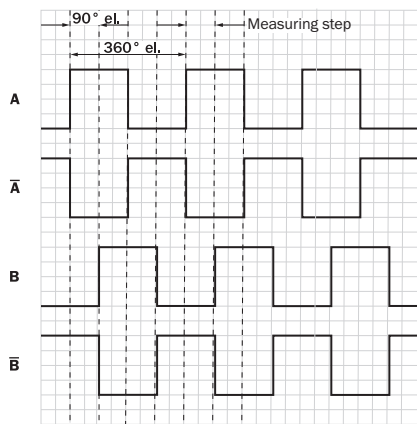 90° el.
Measuring step
360° el.
A
A̅
B
B̅